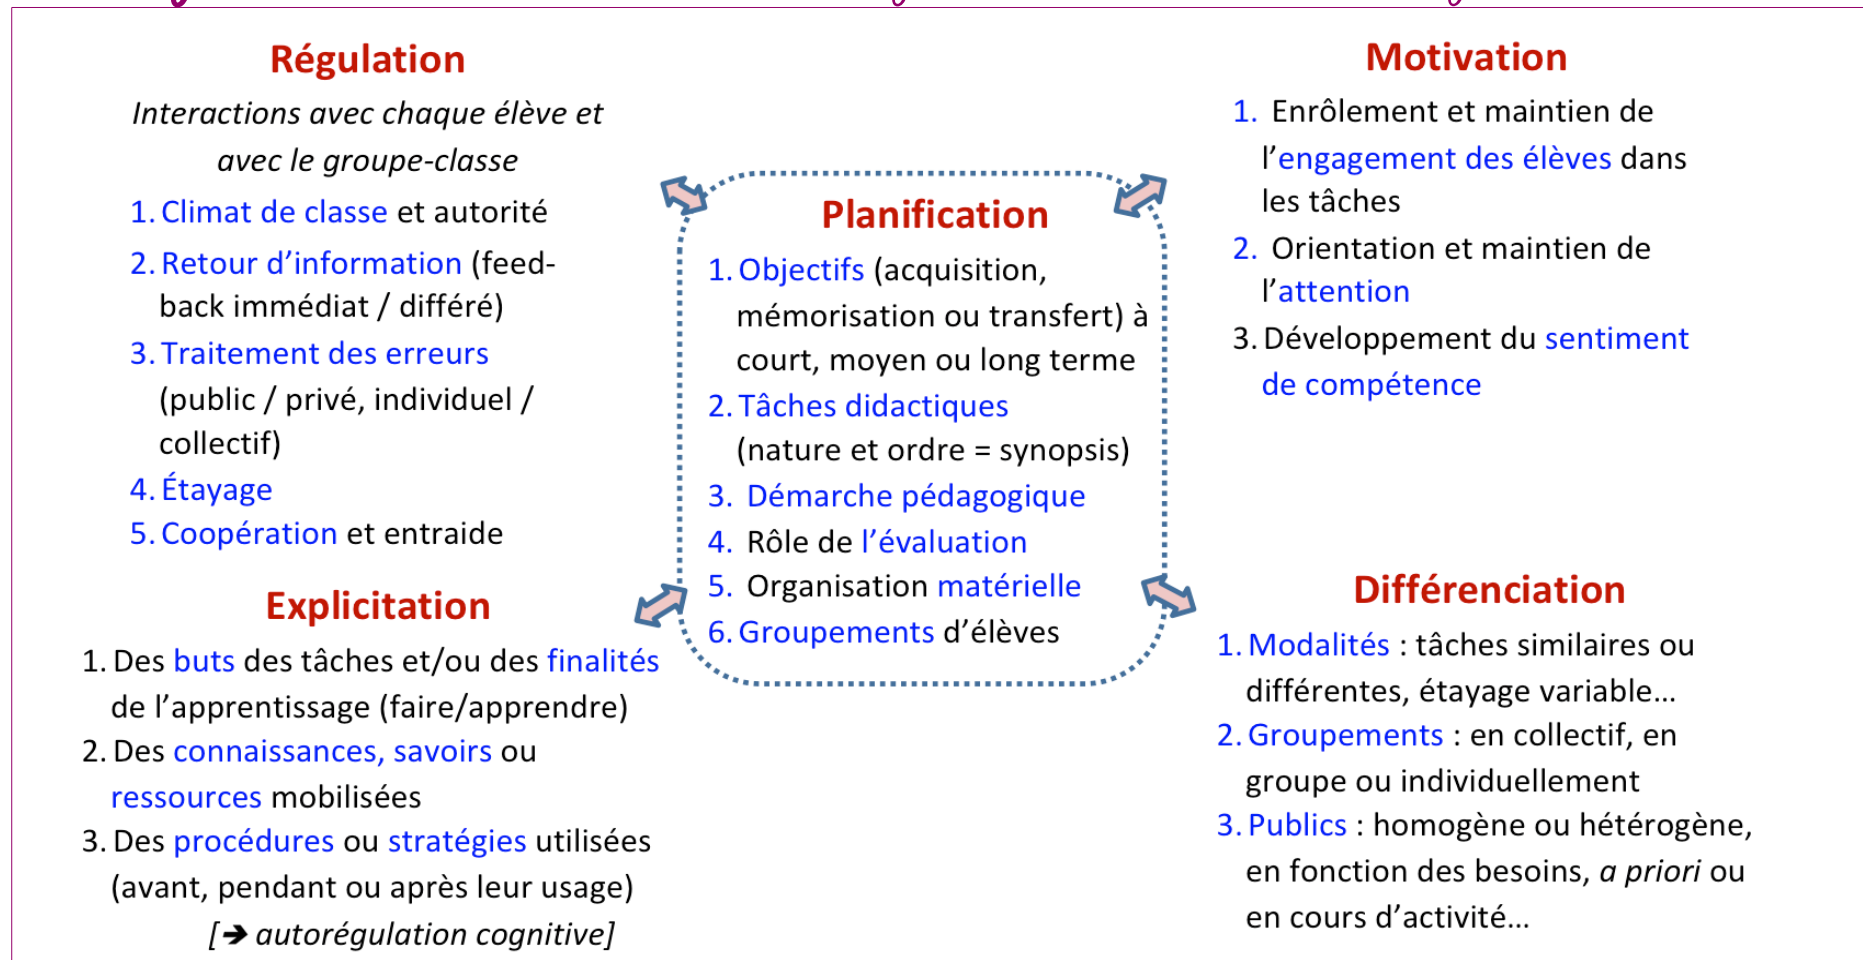 Régulation
Interactions avec chaque élève et
avec le groupe-classe
1. Climat de classe et autorité
2. Retour d’information (feed-
back immédiat / différé)
3. Traitement des erreurs
(public / privé, individuel /
collectif)
4. Étayage
5. Coopération et entraide
Explicitation
1. Des buts des tâches et/ou des finalités
de l’apprentissage (faire/apprendre)
2. Des connaissances, savoirs ou
ressources mobilisées
3. Des procédures ou stratégies utilisées
(avant, pendant ou après leur usage)
[➔ autorégulation cognitive]
Planification
1. Objectifs (acquisition,
mémorisation ou transfert) à
court, moyen ou long terme
2. Tâches didactiques
(nature et ordre = synopsis)
3. Démarche pédagogique
4. Rôle de l’évaluation
5. Organisation matérielle
6. Groupements d’élèves
Motivation
1. Enrôlement et maintien de
l’engagement des élèves dans
les tâches
2. Orientation et maintien de
l’attention
3. Développement du sentiment
de compétence
Différenciation
1. Modalités : tâches similaires ou
différentes, étayage variable…
2. Groupements : en collectif, en
groupe ou individuellement
3. Publics : homogène ou hétérogène,
en fonction des besoins, a priori ou
en cours d’activité…